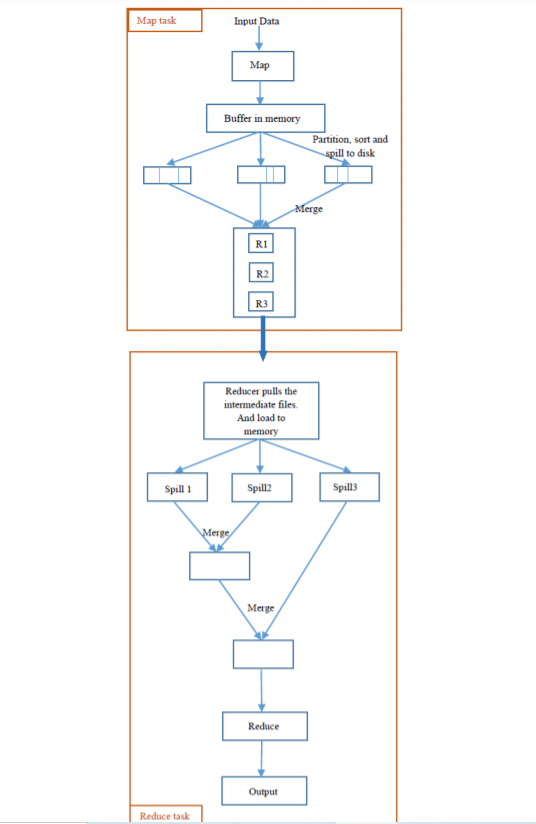 Map task
Input Data
Map
Buffer in memory
Partition, sort and
spill to disk
Merge
R1
R2
R3
Reducer pulls the
intermediate files.
And load to
memory
Spill 1
Spill2
Spill3
Merge
Merge
Reduce
Output
Reduce task